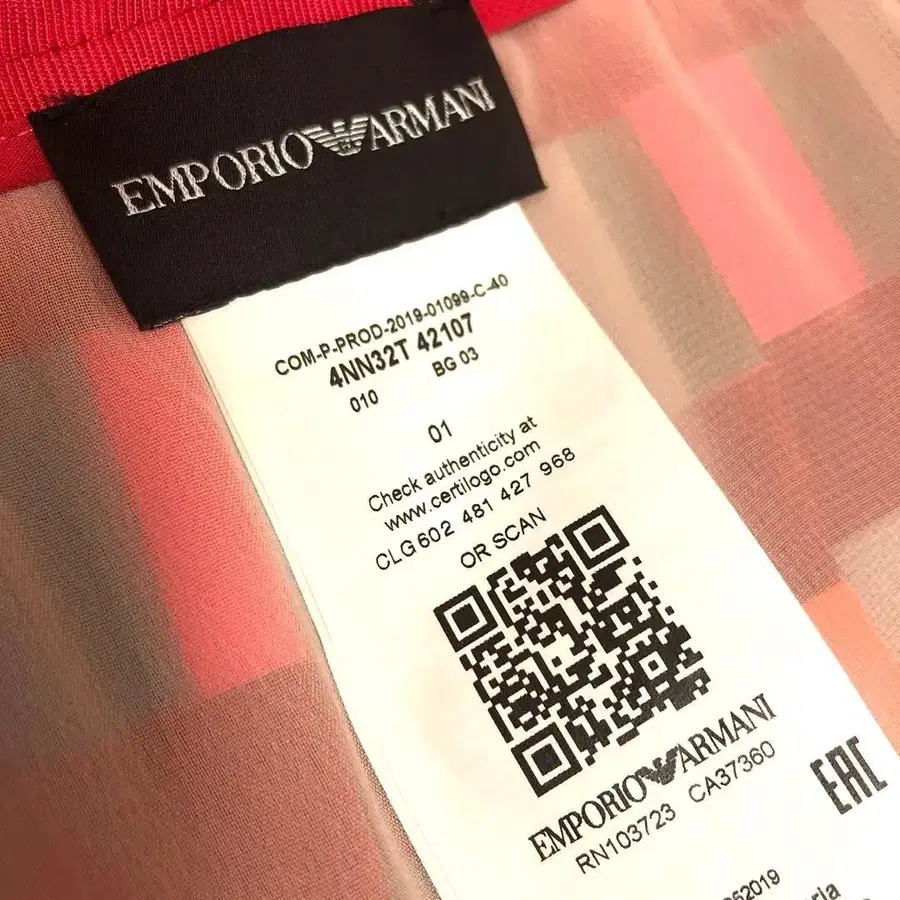 EMPORIO ARMANI
COM-P-PROD-2019-01099-C-40
4NN32T 42107
010 BG 03
01
Check authenticity at
www.certilogo.com
CLG 602 481 427 968
OR SCAN
EMPORIO ARMANI
RN103723 CA37360
EAC